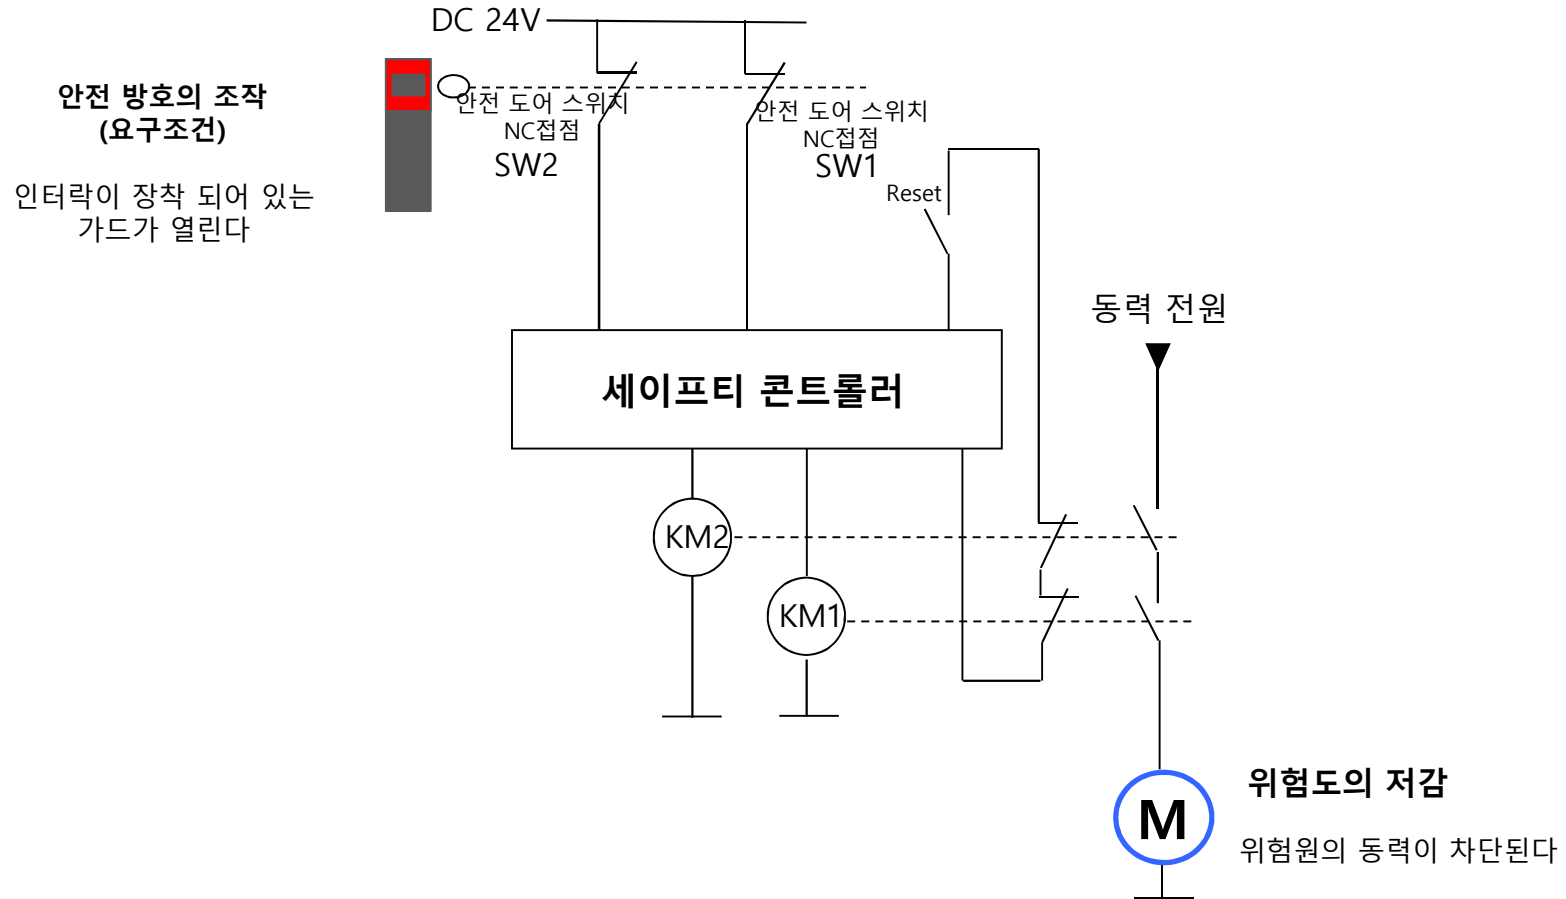 DC 24V
안전 방호의 조작
(요구조건)
인터락이 장착 되어 있는
가드가 열린다
안전 도어 스위치
NC접점
SW2
안전 도어 스위치
NC접점
SW1
Reset
동력 전원
세이프티 콘트롤러
KM2
KM1
M
위험도의 저감
위험원의 동력이 차단된다